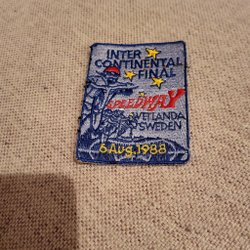 INTER
CONTINENTAL
FINAL
SPEEDWAY
VETLANDA
SWEDEN
6 Aug. 1988